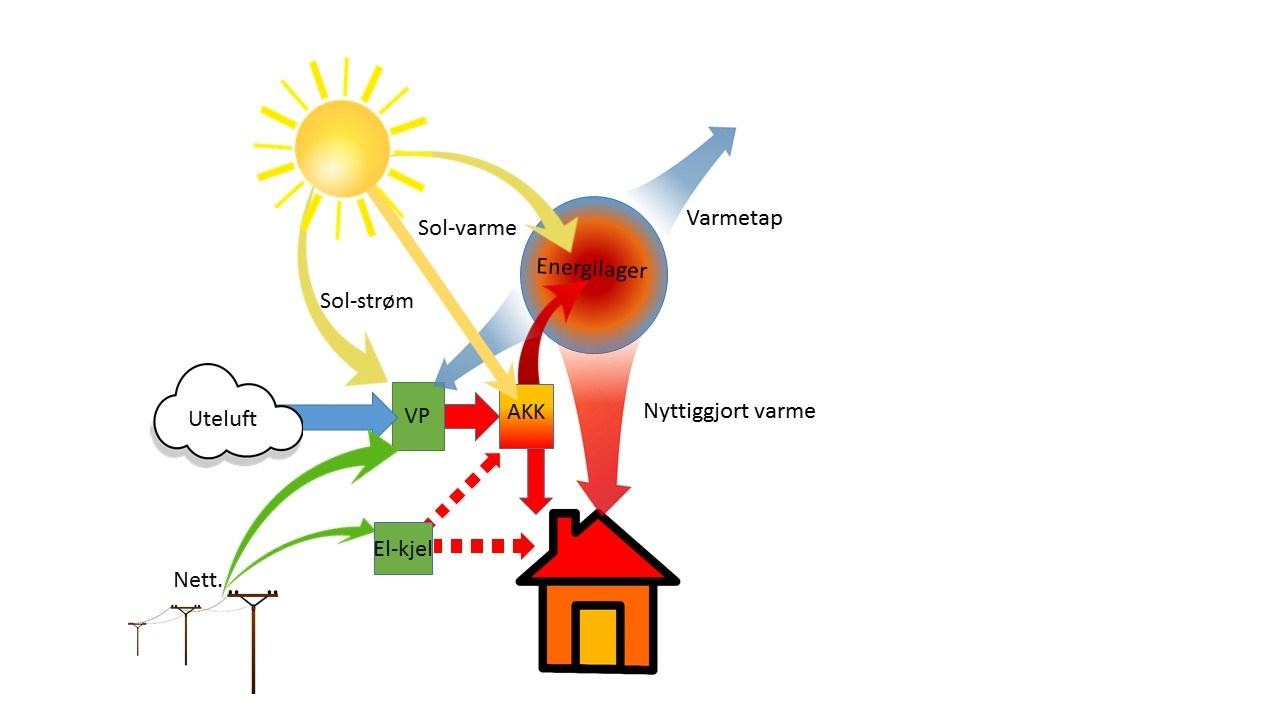 Sol-varme
Varmetap
Energilager
Sol-strøm
Uteluft
VP
AKK
Nyttiggjort varme
El-kjel
Nett.